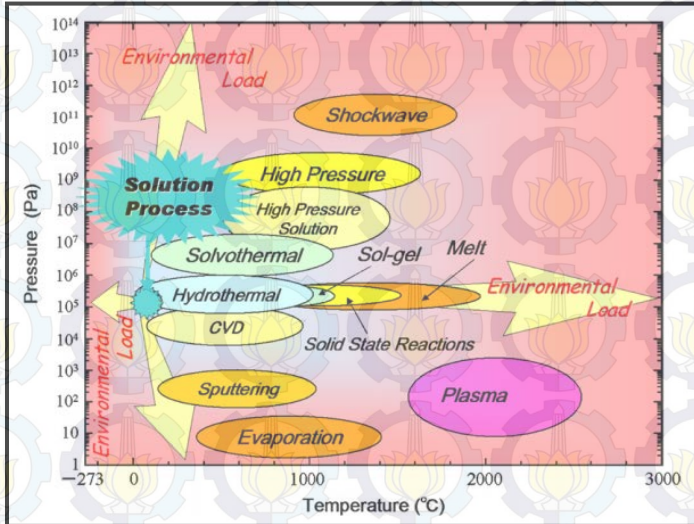 10¹⁴
10¹³
10¹²
10¹¹
10¹⁰
10⁹
10⁸
10⁷
10⁶
10⁵
10⁴
10³
10²
10
1
Pressure (Pa)
Environmental
Load
Shockwave
High Pressure
Solution
Process
High Pressure
Solution
Solvothermal
Sol-gel
Melt
Hydrothermal
Environmental
Load
CVD
Solid State Reactions
Environmental
Load
Sputtering
Plasma
Evaporation
−273
0
1000
2000
3000
Temperature (°C)